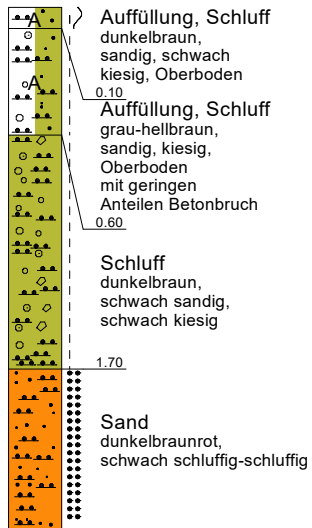 A
Auffüllung, Schluff
dunkelbraun,
sandig, schwach
kiesig, Oberboden
0.10
A
Auffüllung, Schluff
grau-hellbraun,
sandig, kiesig,
Oberboden
mit geringen
Anteilen Betonbruch
0.60
Schluff
dunkelbraun,
schwach sandig,
schwach kiesig
1.70
Sand
dunkelbraunrot,
schwach schluffig-schluffig